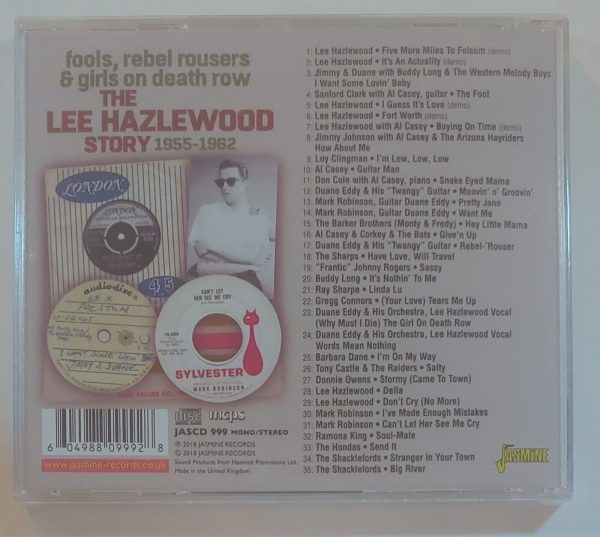 fools, rebel rousers
& girls on death row
THE
LEE HAZLEWOOD
STORY 1955-1962
LONDON
45
audiodisc
PRESTON
I WANT SOME LOVIN BABY
JIMMY & DUANE
CAN'T LET
HER SEE ME CRY
SYLVESTER
MARK ROBINSON
6 04988 09992 8
www.jasmine-records.co.uk
COMPACT
disc
DIGITAL AUDIO
mcps
JASCD 999 MONO/STEREO
Ⓟ 2018 JASMINE RECORDS
© 2018 JASMINE RECORDS
Sound Products from Hasmick Promotions Ltd.
Made in the United Kingdom
1: Lee Hazlewood • Five More Miles To Folsom (demo)
2: Lee Hazlewood • It's An Actuality (demo)
3: Jimmy & Duane with Buddy Long & The Western Melody Boys
I Want Some Lovin' Baby
4: Sanford Clark with Al Casey, guitar • The Fool
5: Lee Hazlewood • I Guess It's Love (demo)
6: Lee Hazlewood • Fort Worth (demo)
7: Lee Hazlewood with Al Casey • Buying On Time (demo)
8: Jimmy Johnson with Al Casey & The Arizona Hayriders
How About Me
9: Loy Clingman • I'm Low, Low, Low
10: Al Casey • Guitar Man
11: Don Cole with Al Casey, piano • Snake Eyed Mama
12: Duane Eddy & His "Twangy" Guitar • Moovin' n' Groovin'
13: Mark Robinson, Guitar Duane Eddy • Pretty Jane
14: Mark Robinson, Guitar Duane Eddy • Want Me
15: The Barker Brothers (Monty & Fredy) • Hey Little Mama
16: Al Casey & Corkey & The Bats • Give'n Up
17: Duane Eddy & His "Twangy" Guitar • Rebel-'Rouser
18: The Sharps • Have Love, Will Travel
19: "Frantic" Johnny Rogers • Sassy
20: Buddy Long • It's Nothin' To Me
21: Ray Sharpe • Linda Lu
22: Gregg Connors • (Your Love) Tears Me Up
23: Duane Eddy & His Orchestra, Lee Hazlewood Vocal
(Why Must I Die) The Girl On Death Row
24: Duane Eddy & His Orchestra, Lee Hazlewood Vocal
Words Mean Nothing
25: Barbara Dane • I'm On My Way
26: Tony Castle & The Raiders • Salty
27: Donnie Owens • Stormy (Came To Town)
28: Lee Hazlewood • Della
29: Lee Hazlewood • Don't Cry (No More)
30: Mark Robinson • I've Made Enough Mistakes
31: Mark Robinson • Can't Let Her See Me Cry
32: Ramona King • Soul-Mate
33: The Hondas • Send It
34: The Shacklefords • Stranger In Your Town
35: The Shacklefords • Big River
JASMINE